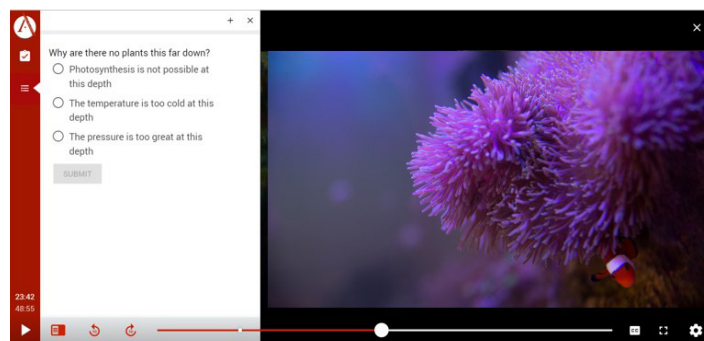 Why are there no plants this far down?
Photosynthesis is not possible at
this depth
The temperature is too cold at this
depth
The pressure is too great at this
depth
SUBMIT
23:42
48:55
CC